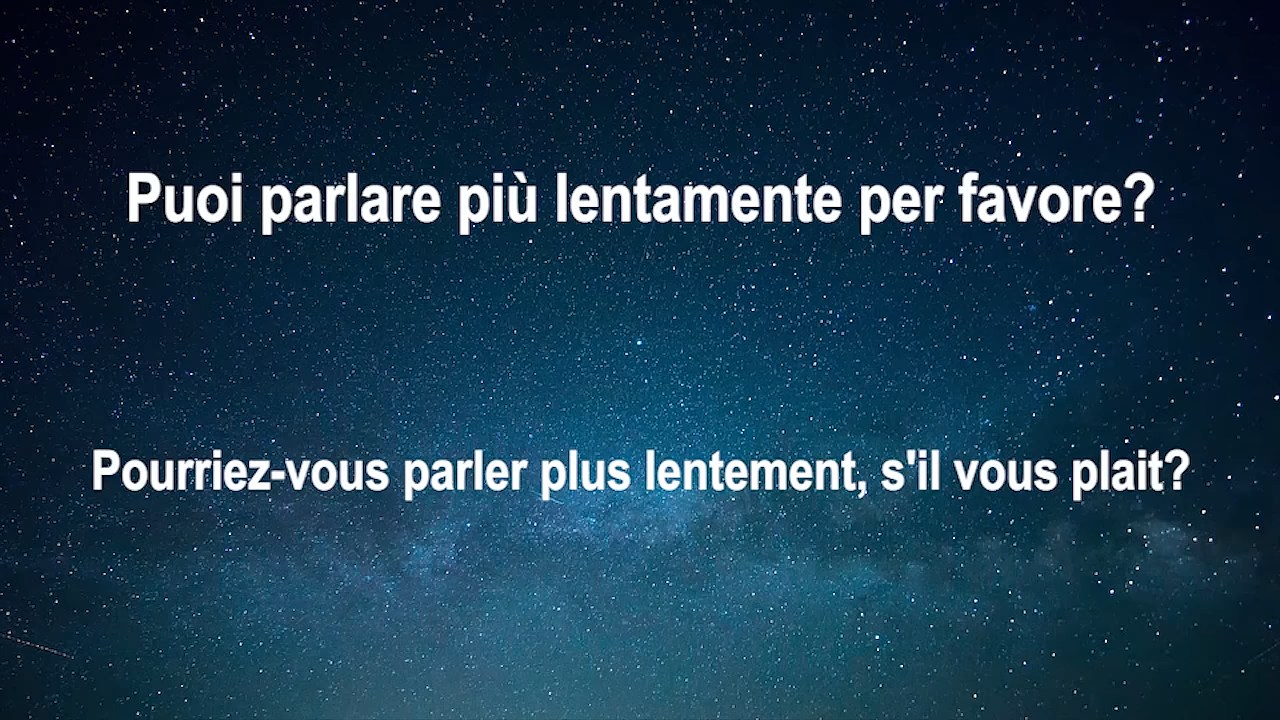 Puoi parlare più lentamente per favore?
Pourriez-vous parler plus lentement, s'il vous plait?